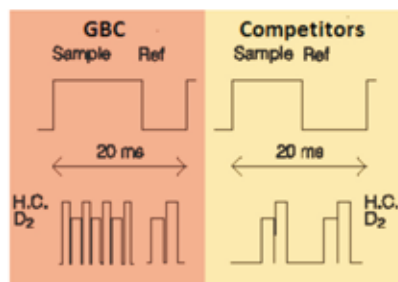 GBC
Sample Ref
20 ms
H.C.
D2
Competitors
Sample Ref
20 ms
H.C.
D2